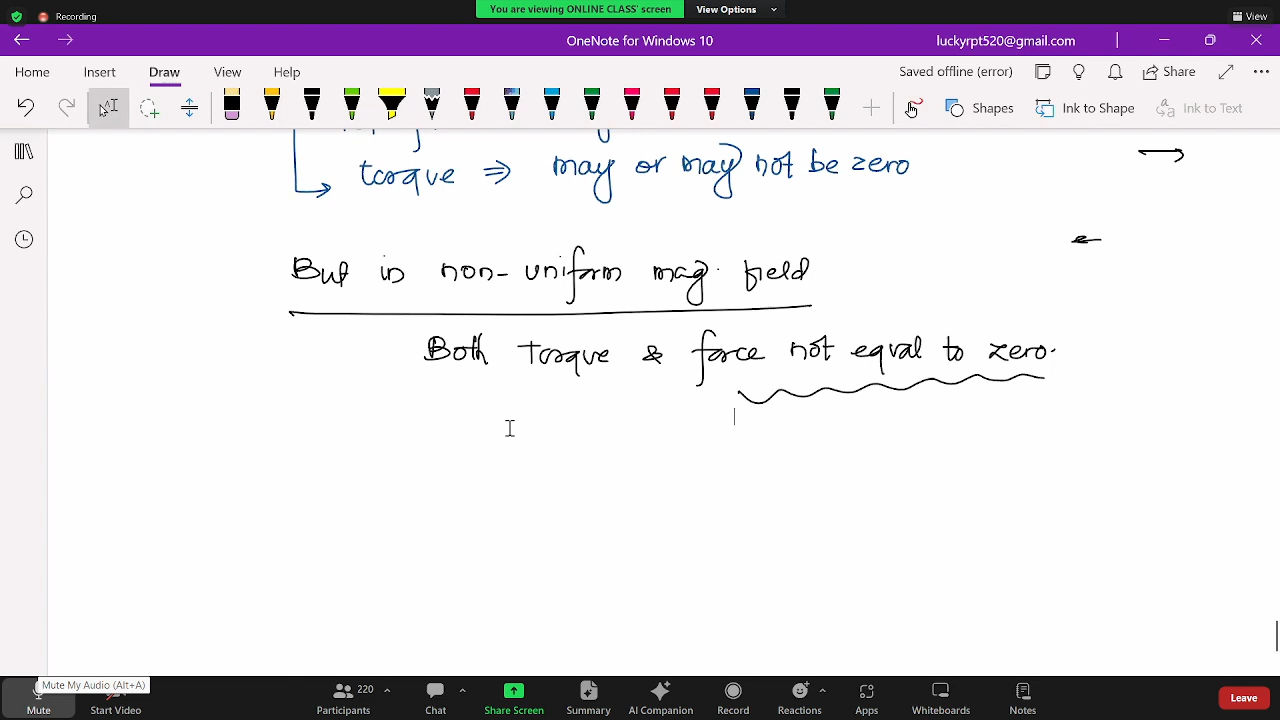 Recording
You are viewing ONLINE CLASS' screen
View Options
View
OneNote for Windows 10
luckyrpt520@gmail.com
Home Insert Draw View Help
Saved offline (error)
Share
Shapes
Ink to Shape
Ink to Text
torque ⇒ may or may not be zero
But in non-uniform mag. field
Both torque & force not equal to zero.
Mute My Audio (Alt+A)
Mute
Start Video
Participants 220
Chat
Share Screen
Summary
AI Companion
Record
Reactions
Apps
Whiteboards
Notes
Leave